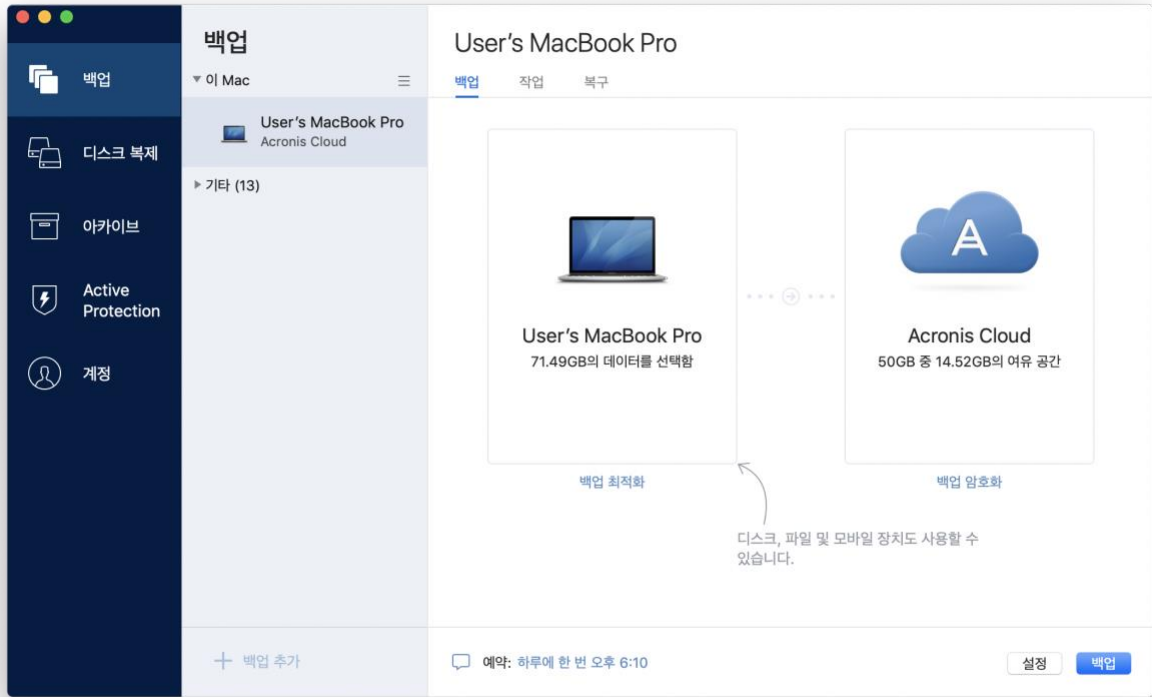 백업
디스크 복제
아카이브
Active
Protection
계정
백업
이 Mac
User's MacBook Pro
Acronis Cloud
기타 (13)
백업 추가
User's MacBook Pro
백업 작업 복구
User's MacBook Pro
71.49GB의 데이터를 선택함
백업 최적화
Acronis Cloud
50GB 중 14.52GB의 여유 공간
백업 암호화
디스크, 파일 및 모바일 장치도 사용할 수
있습니다.
예약: 하루에 한 번 오후 6:10
설정 백업